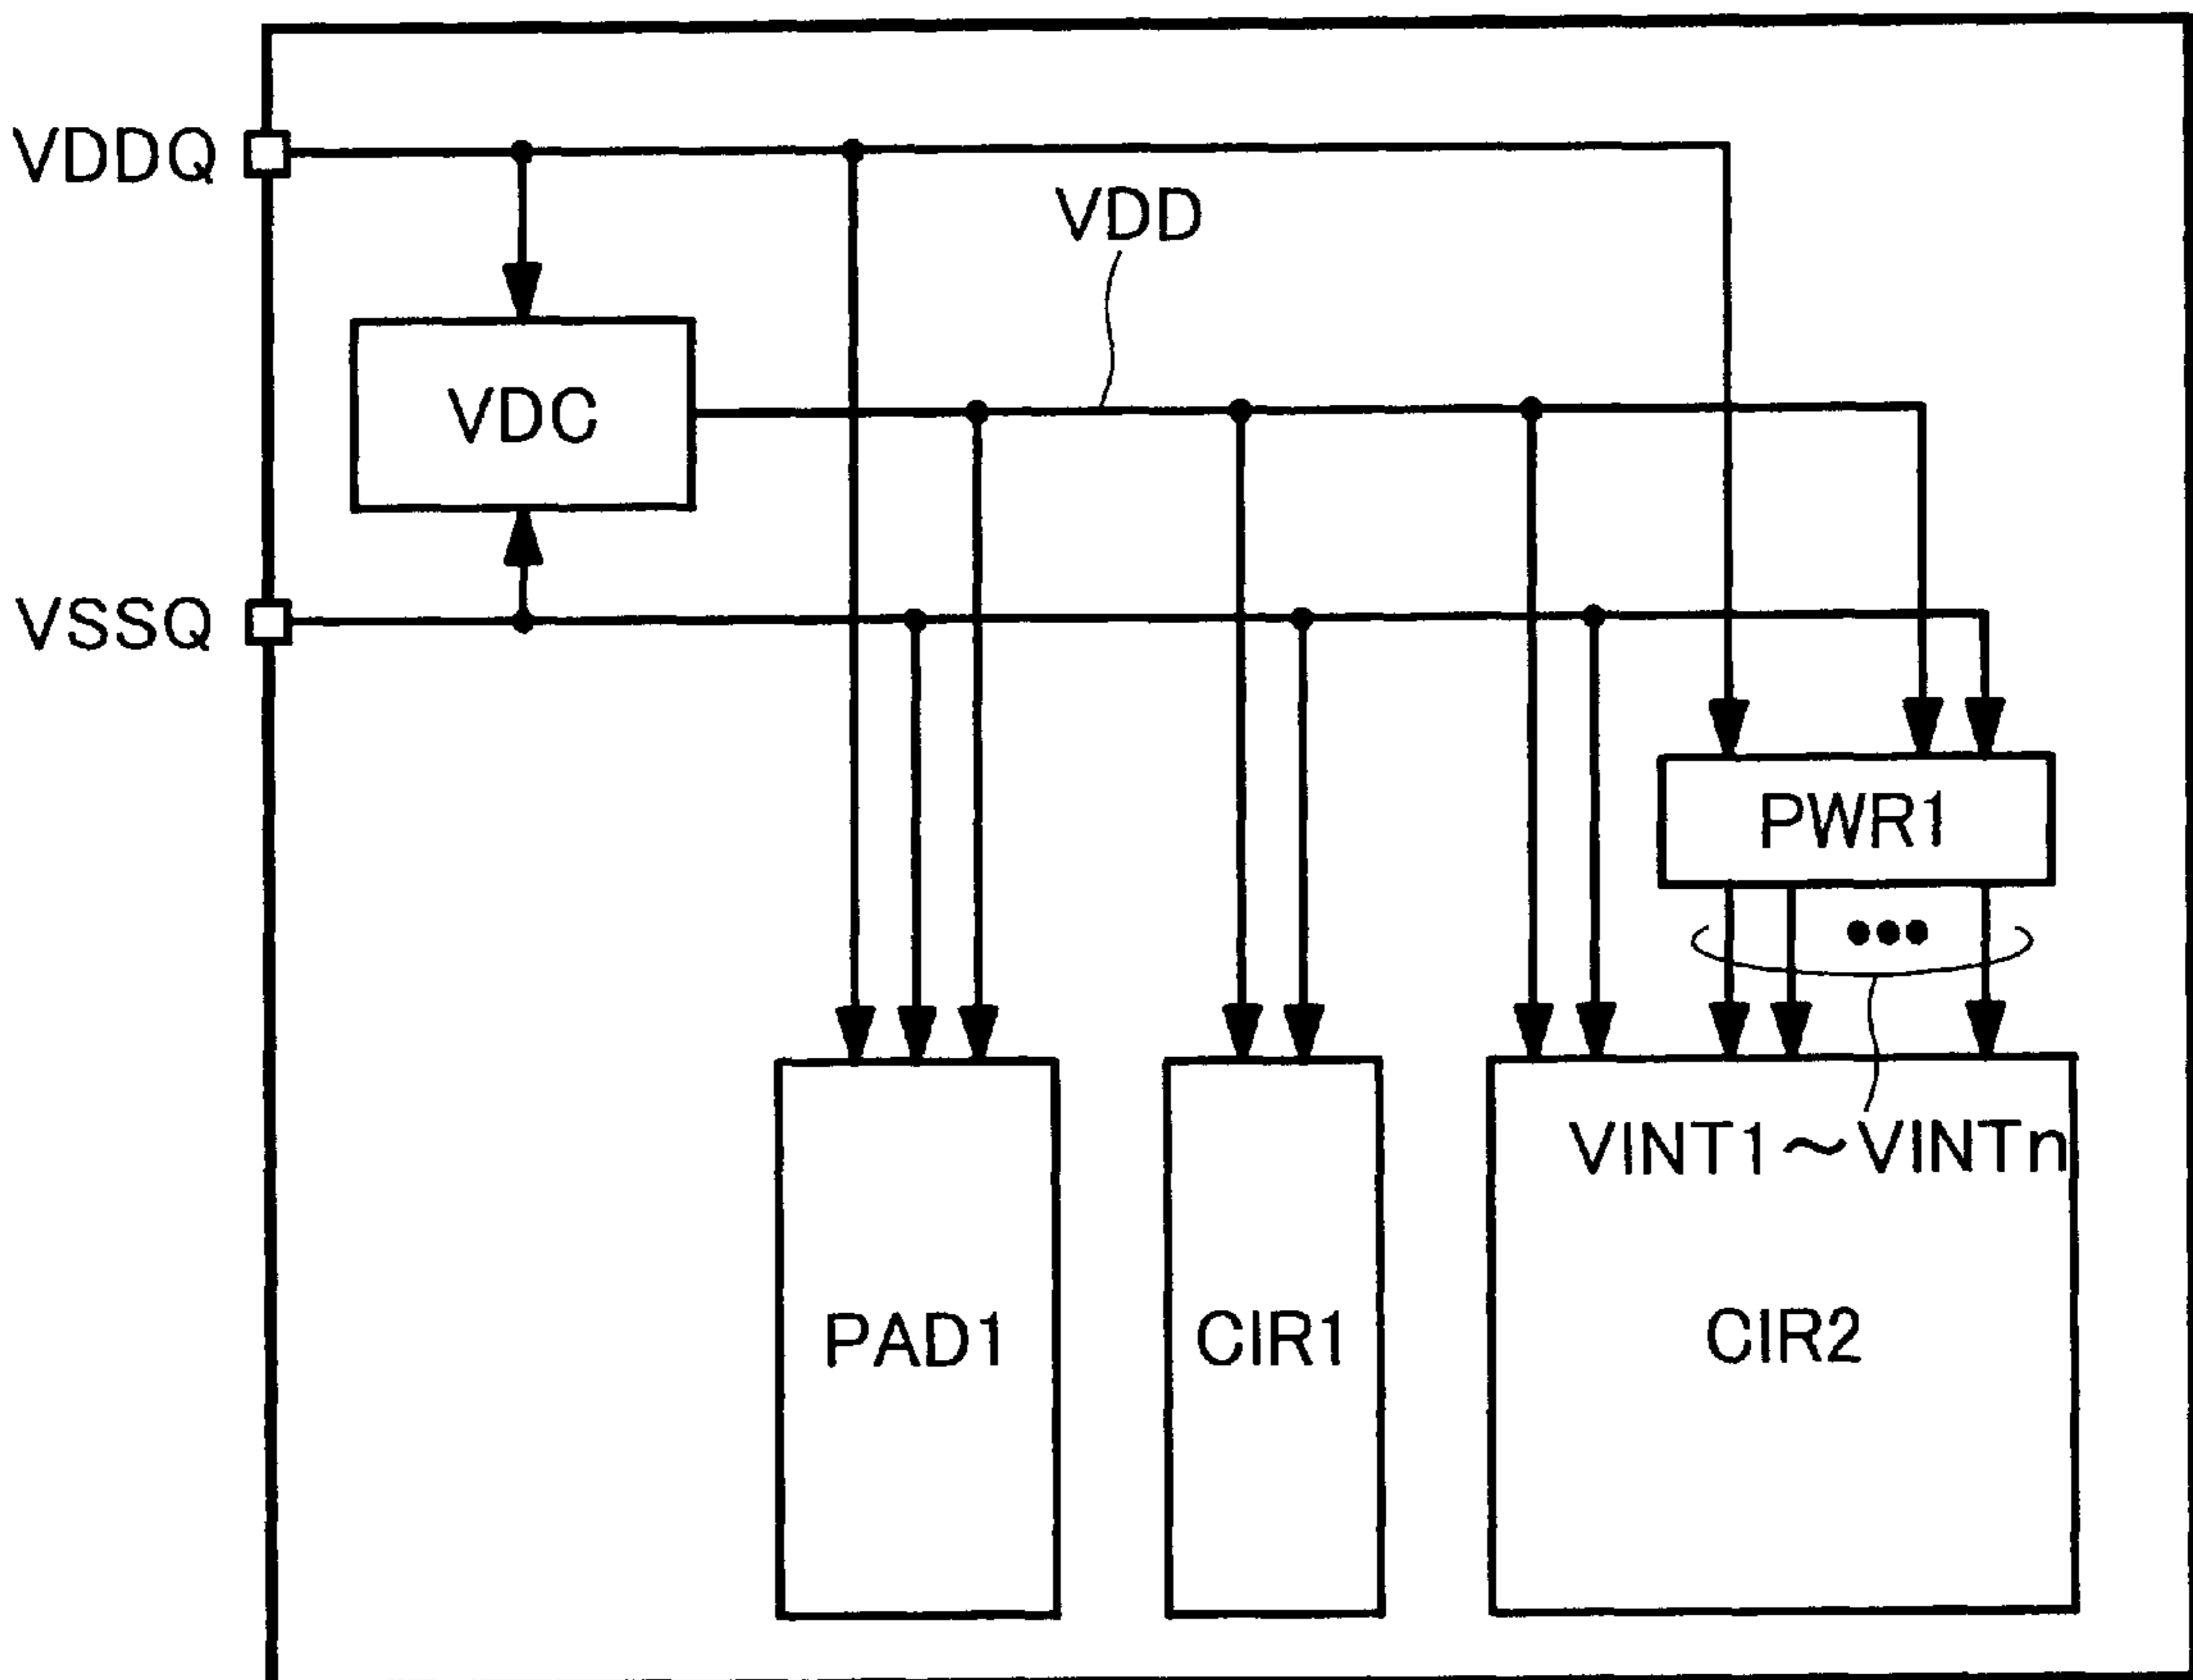 VDDQ
VDD
VDC
VSSQ
PWR1
VINT1～VINTn
PAD1
CIR1
CIR2